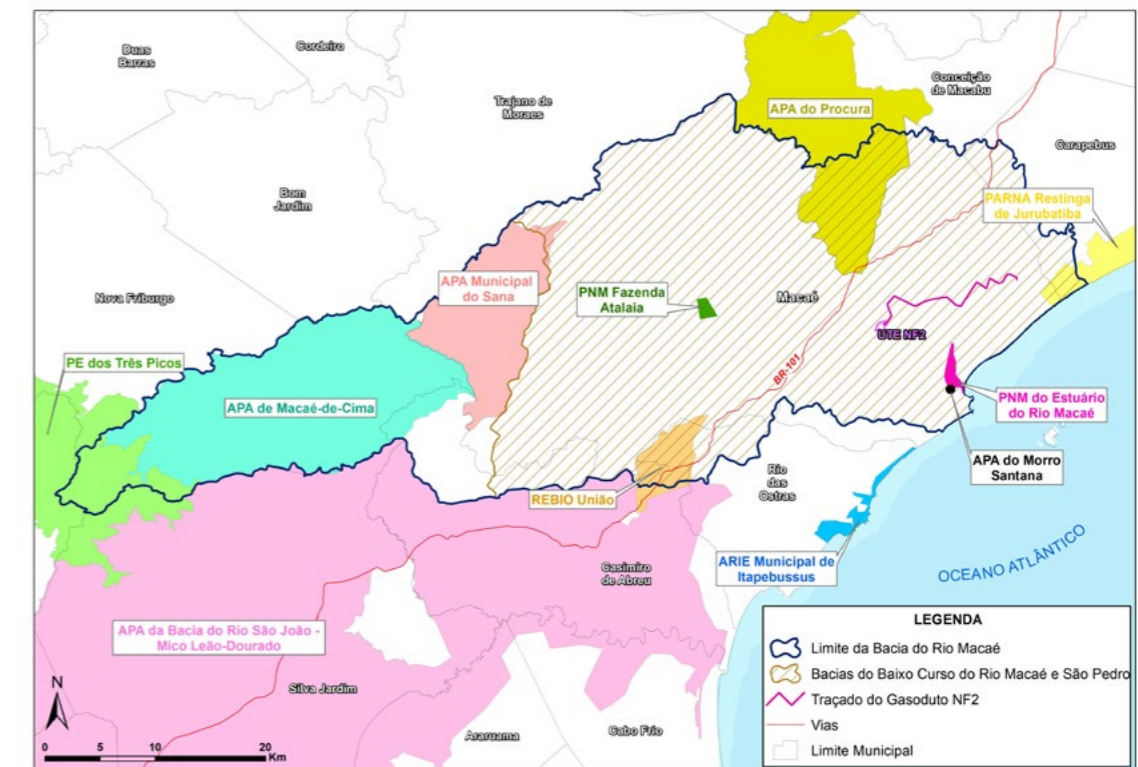 Duas
Barras
Cordeiro
Trajano de
Moraes
Conceição
de Macabu
APA do Procura
Carapebus
Bom
Jardim
PARNA Restinga
de Jurubatiba
APA Municipal
do Sana
PNM Fazenda
Atalaia
Macaé
Nova Friburgo
UTE NF2
PE dos Três Picos
BR-101
APA de Macaé-de-Cima
PNM do Estuário
do Rio Macaé
APA do Morro
Santana
Rio
das
Ostras
REBIO União
ARIE Municipal de
Itapebussus
OCEANO ATLÂNTICO
Casimiro
de Abreu
APA da Bacia do Rio São João -
Mico Leão-Dourado
Silva Jardim
Araruama
Cabo Frio
N
0 5 10 20
Km
LEGENDA
Limite da Bacia do Rio Macaé
Bacias do Baixo Curso do Rio Macaé e São Pedro
Traçado do Gasoduto NF2
Vias
Limite Municipal